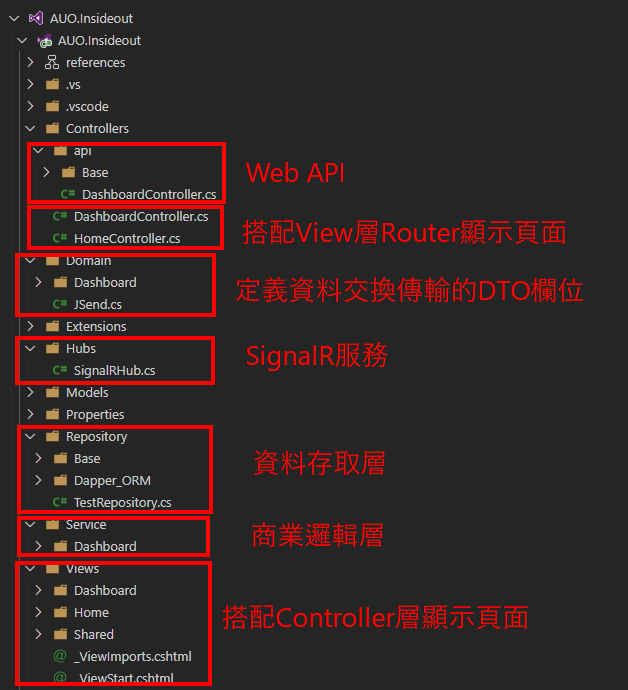 AUO.Insideout
AUO.Insideout
references
.vs
.vscode
Controllers
api
Base
Web API
DashboardController.cs
DashboardController.cs
搭配View層Router顯示頁面
HomeController.cs
Domain
Dashboard
定義資料交換傳輸的DTO欄位
JSend.cs
Extensions
Hubs
SignalR服務
SignalRHub.cs
Models
Properties
Repository
Base
資料存取層
Dapper_ORM
TestRepository.cs
Service
商業邏輯層
Dashboard
Views
Dashboard
Home
搭配Controller層顯示頁面
Shared
_ViewImports.cshtml
_ViewStart.cshtml